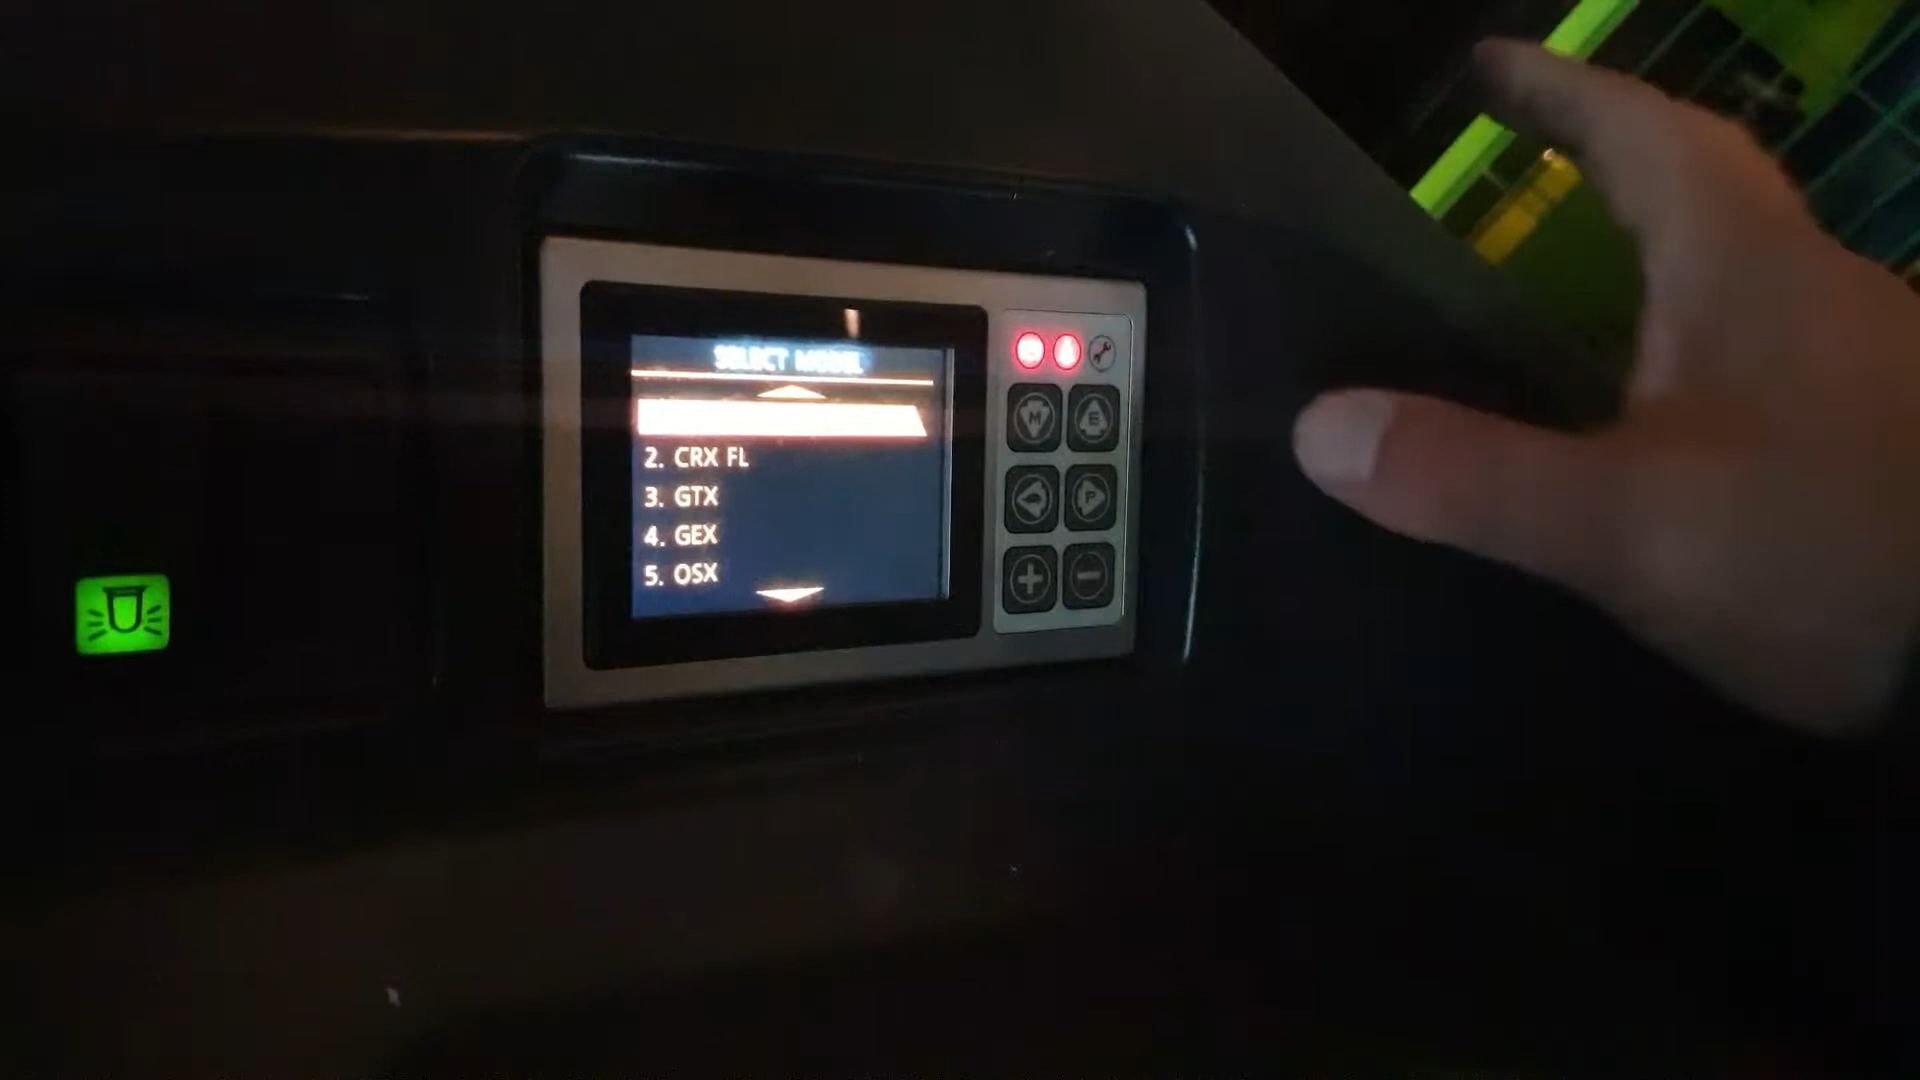 SELECT MODEL
2. CRX FL
3. GTX
4. GEX
5. OSX
M
E
P
+
-